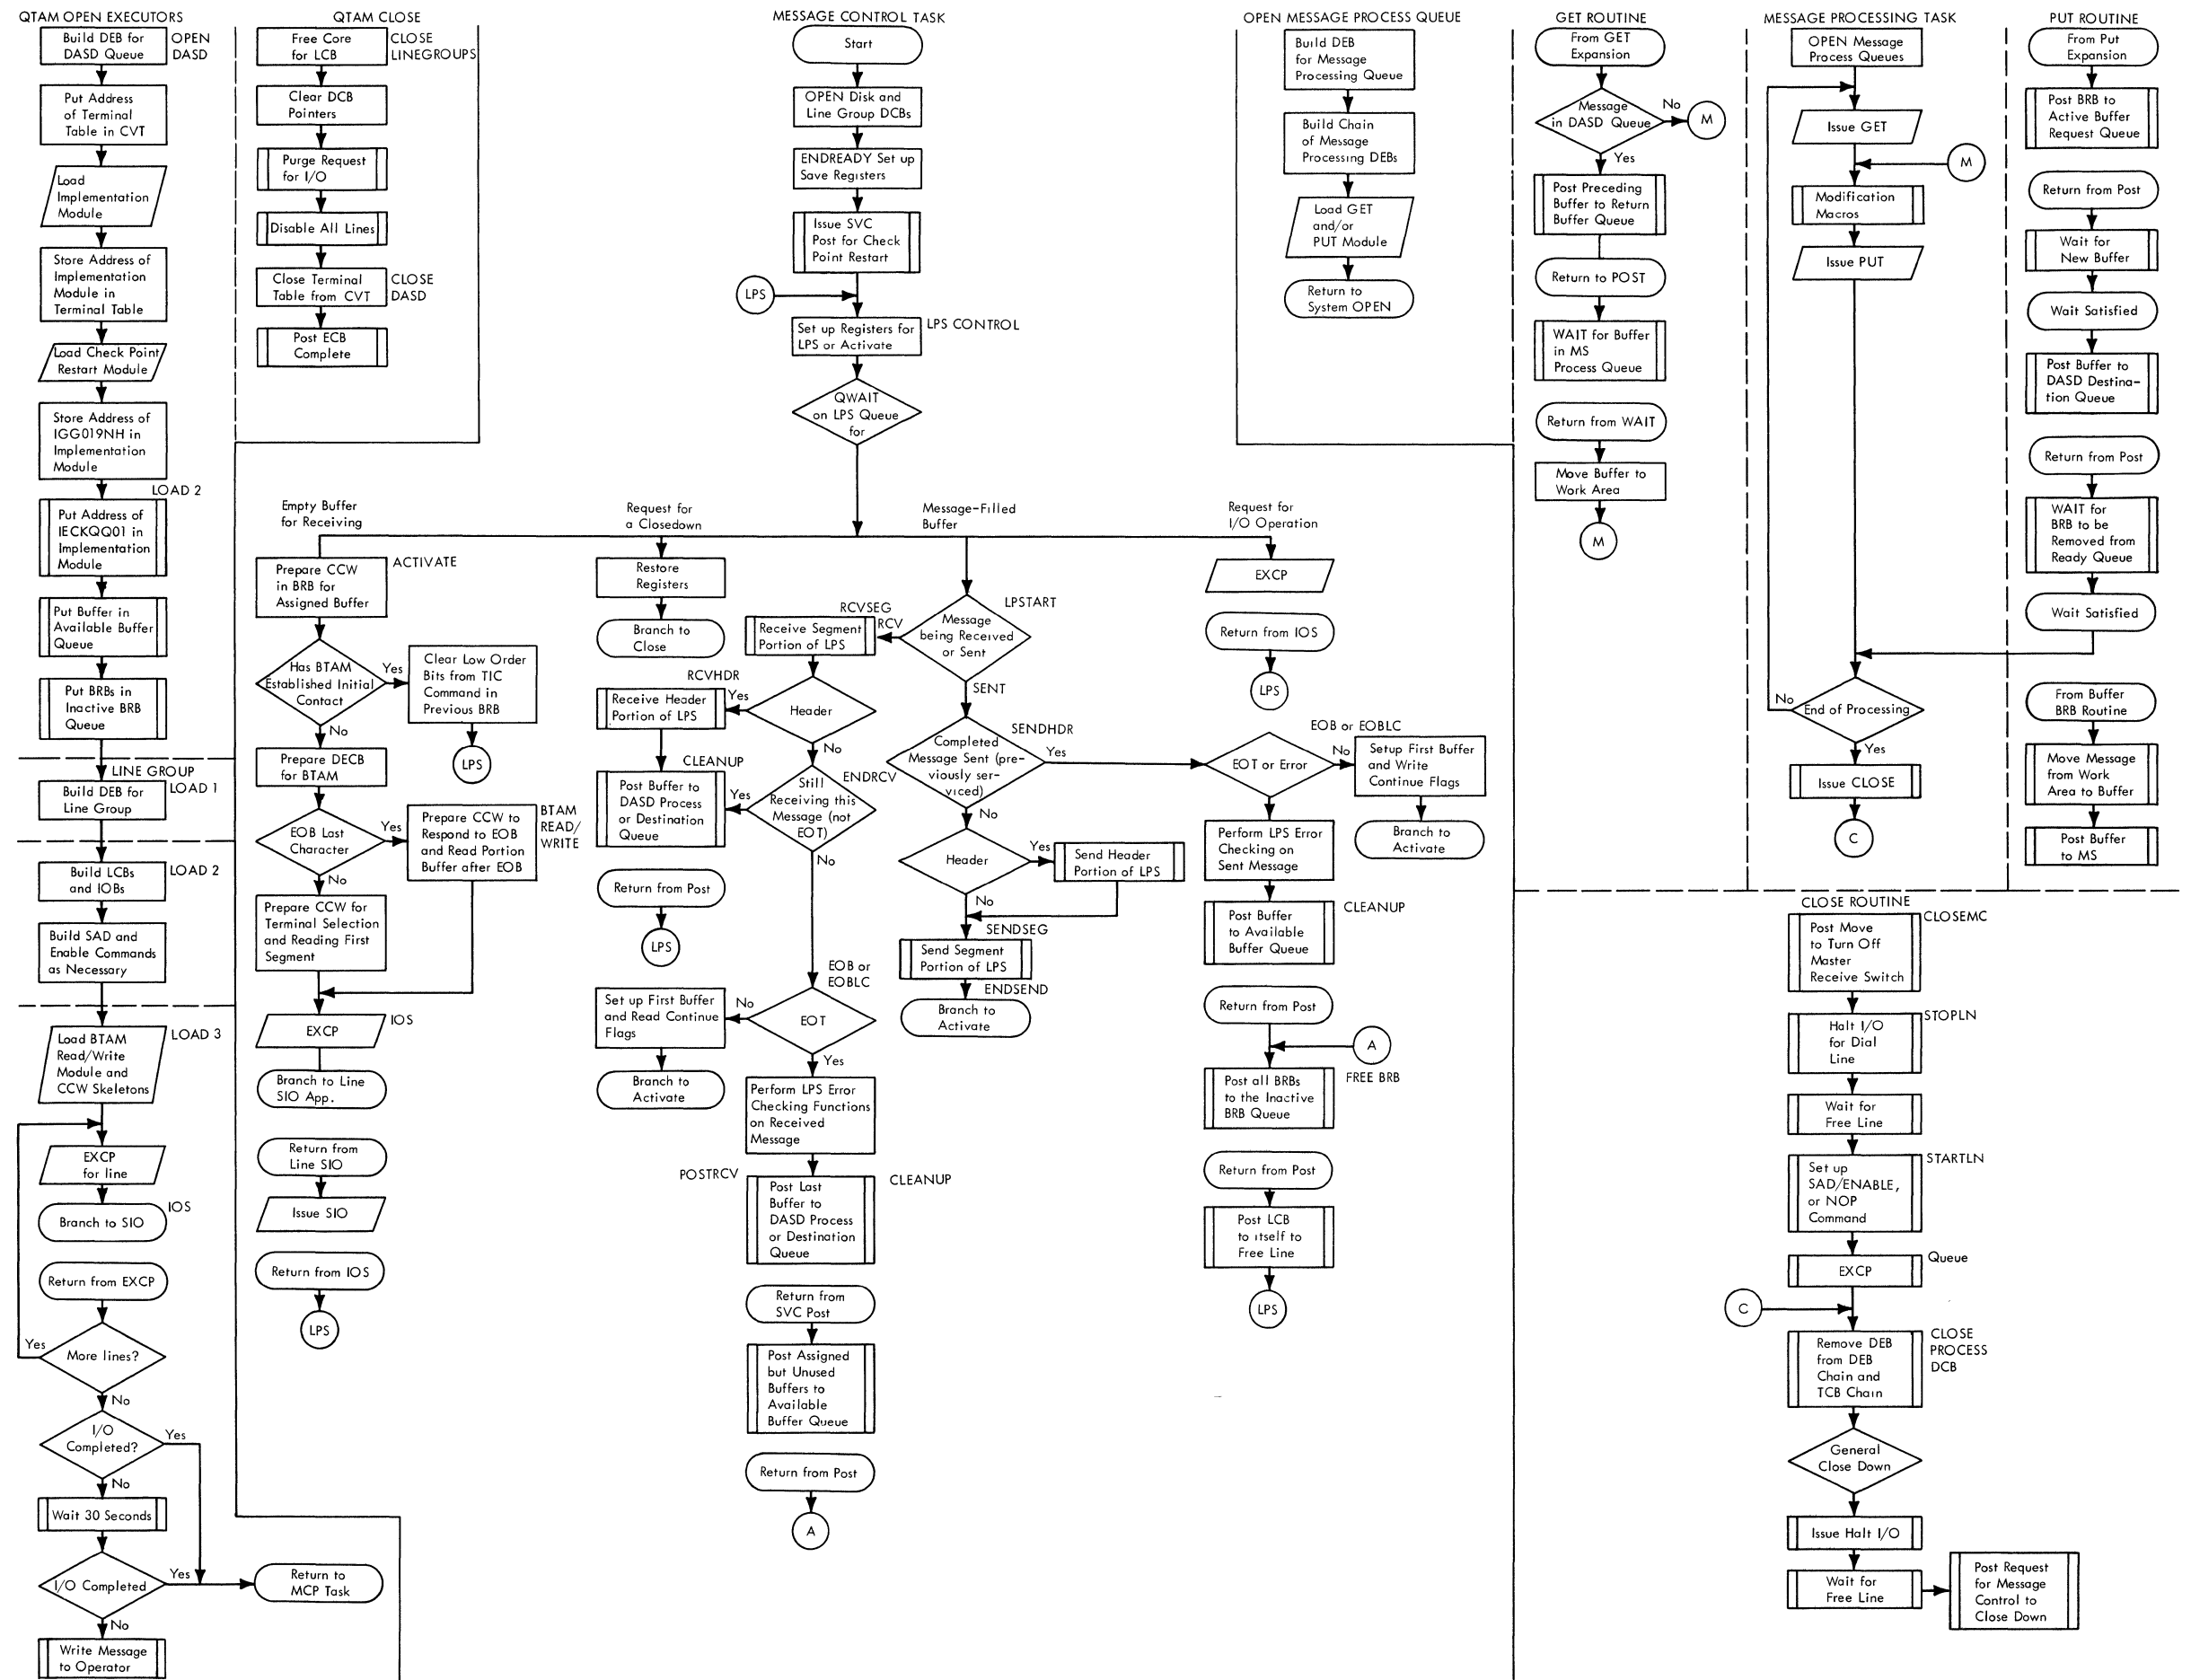 QTAM OPEN EXECUTORS
Build DEB for
DASD Queue
OPEN
DASD
Put Address
of Terminal
Table in CVT
Load
Implementation
Module
Store Address of
Implementation
Module in
Terminal Table
Load Check Point
Restart Module
Store Address of
IGG019NH in
Implementation
Module
LOAD 2
Put Address of
IECKQQ01 in
Implementation
Module
Put Buffer in
Available Buffer
Queue
Put BRBs in
Inactive BRB
Queue
LINE GROUP
LOAD 1
Build DEB for
Line Group
Build LCBs
and IOBs
LOAD 2
Build SAD and
Enable Commands
as Necessary
Load BTAM
Read/Write
Module and
CCW Skeletons
LOAD 3
EXCP
for line
Branch to SIO
IOS
Return from EXCP
More lines?
Yes
No
I/O
Completed?
Yes
No
Wait 30 Seconds
I/O Completed
Yes
Return to
MCP Task
No
Write Message
to Operator
QTAM CLOSE
Free Core
for LCB
CLOSE
LINEGROUPS
Clear DCB
Pointers
Purge Request
for I/O
Disable All Lines
Close Terminal
Table from CVT
CLOSE
DASD
Post ECB
Complete
MESSAGE CONTROL TASK
Start
OPEN Disk and
Line Group DCBs
ENDREADY Set up
Save Registers
Issue SVC
Post for Check
Point Restart
LPS
Set up Registers for
LPS or Activate
LPS CONTROL
QWAIT
on LPS Queue
for
Empty Buffer
for Receiving
Prepare CCW
in BRB for
Assigned Buffer
ACTIVATE
Has BTAM
Established Initial
Contact
Yes
Clear Low Order
Bits from TIC
Command in
Previous BRB
LPS
No
Prepare DECB
for BTAM
EOB Last
Character
Yes
Prepare CCW to
Respond to EOB
and Read Portion
Buffer after EOB
BTAM
READ/
WRITE
No
Prepare CCW for
Terminal Selection
and Reading First
Segment
EXCP
IOS
Branch to Line
SIO App.
Return from
Line SIO
Issue SIO
Return from IOS
LPS
Request for
a Closedown
Restore
Registers
Branch to
Close
Message-Filled
Buffer
LPSTART
Message
being Received
or Sent
RCV
RCVSEG
Receive Segment
Portion of LPS
Header
Yes
RCVHDR
Receive Header
Portion of LPS
CLEANUP
Post Buffer to
DASD Process
or Destination
Queue
No
ENDRCV
Still
Receiving this
Message (not
EOT)
Yes
No
Return from Post
LPS
EOB or
EOBLC
EOT
No
Set up First Buffer
and Read Continue
Flags
Branch to
Activate
Yes
Perform LPS Error
Checking Functions
on Received
Message
POSTRCV
CLEANUP
Post Last
Buffer to
DASD Process
or Destination
Queue
Return from
SVC Post
Post Assigned
but Unused
Buffers to
Available
Buffer Queue
Return from Post
A
SENT
SENDHDR
Completed
Message Sent (pre-
viously ser-
viced)
Yes
No
Header
Yes
Send Header
Portion of LPS
No
SENDSEG
Send Segment
Portion of LPS
ENDSEND
Branch to
Activate
EOB or EOBLC
EOT or Error
No
Setup First Buffer
and Write
Continue Flags
Branch to
Activate
Perform LPS Error
Checking on
Sent Message
CLEANUP
Post Buffer
to Available
Buffer Queue
Return from Post
A
FREE BRB
Post all BRBs
to the Inactive
BRB Queue
Return from Post
Post LCB
to itself to
Free Line
LPS
Request for
I/O Operation
EXCP
Return from IOS
LPS
OPEN MESSAGE PROCESS QUEUE
Build DEB
for Message
Processing Queue
Build Chain
of Message
Processing DEBs
Load GET
and/or
PUT Module
Return to
System OPEN
GET ROUTINE
From GET
Expansion
Message
in DASD Queue
No
M
Yes
Post Preceding
Buffer to Return
Buffer Queue
Return to POST
WAIT for Buffer
in MS
Process Queue
Return from WAIT
Move Buffer to
Work Area
M
MESSAGE PROCESSING TASK
OPEN Message
Process Queues
Issue GET
M
Modification
Macros
Issue PUT
End of Processing
No
Yes
Issue CLOSE
C
PUT ROUTINE
From Put
Expansion
Post BRB to
Active Buffer
Request Queue
Return from Post
Wait for
New Buffer
Wait Satisfied
Post Buffer to
DASD Destina-
tion Queue
Return from Post
WAIT for
BRB to be
Removed from
Ready Queue
Wait Satisfied
From Buffer
BRB Routine
Move Message
from Work
Area to Buffer
Post Buffer
to MS
CLOSE ROUTINE
CLOSEMC
Post Move
to Turn Off
Master
Receive Switch
STOPLN
Halt I/O
for Dial
Line
Wait for
Free Line
STARTLN
Set up
SAD/ENABLE,
or NOP
Command
Queue
EXCP
C
Remove DEB
from DEB
Chain and
TCB Chain
CLOSE
PROCESS
DCB
General
Close Down
Issue Halt I/O
Wait for
Free Line
Post Request
for Message
Control to
Close Down